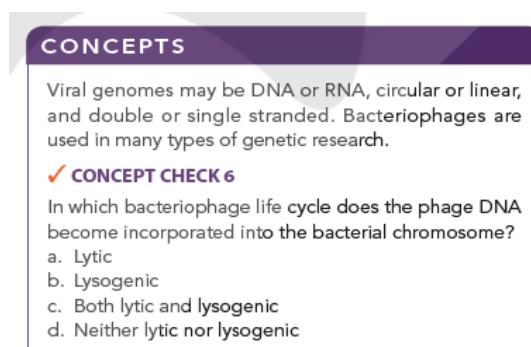 CONCEPTS
Viral genomes may be DNA or RNA, circular or linear,
and double or single stranded. Bacteriophages are
used in many types of genetic research.
✓ CONCEPT CHECK 6
In which bacteriophage life cycle does the phage DNA
become incorporated into the bacterial chromosome?
a. Lytic
b. Lysogenic
c. Both lytic and lysogenic
d. Neither lytic nor lysogenic